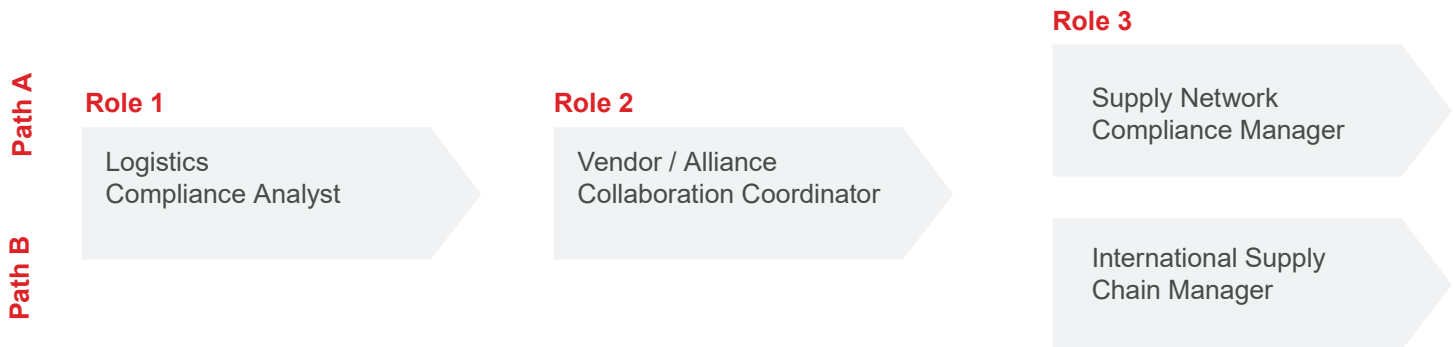 Path A
Path B
Role 1
Logistics
Compliance Analyst
Role 2
Vendor / Alliance
Collaboration Coordinator
Role 3
Supply Network
Compliance Manager
International Supply
Chain Manager